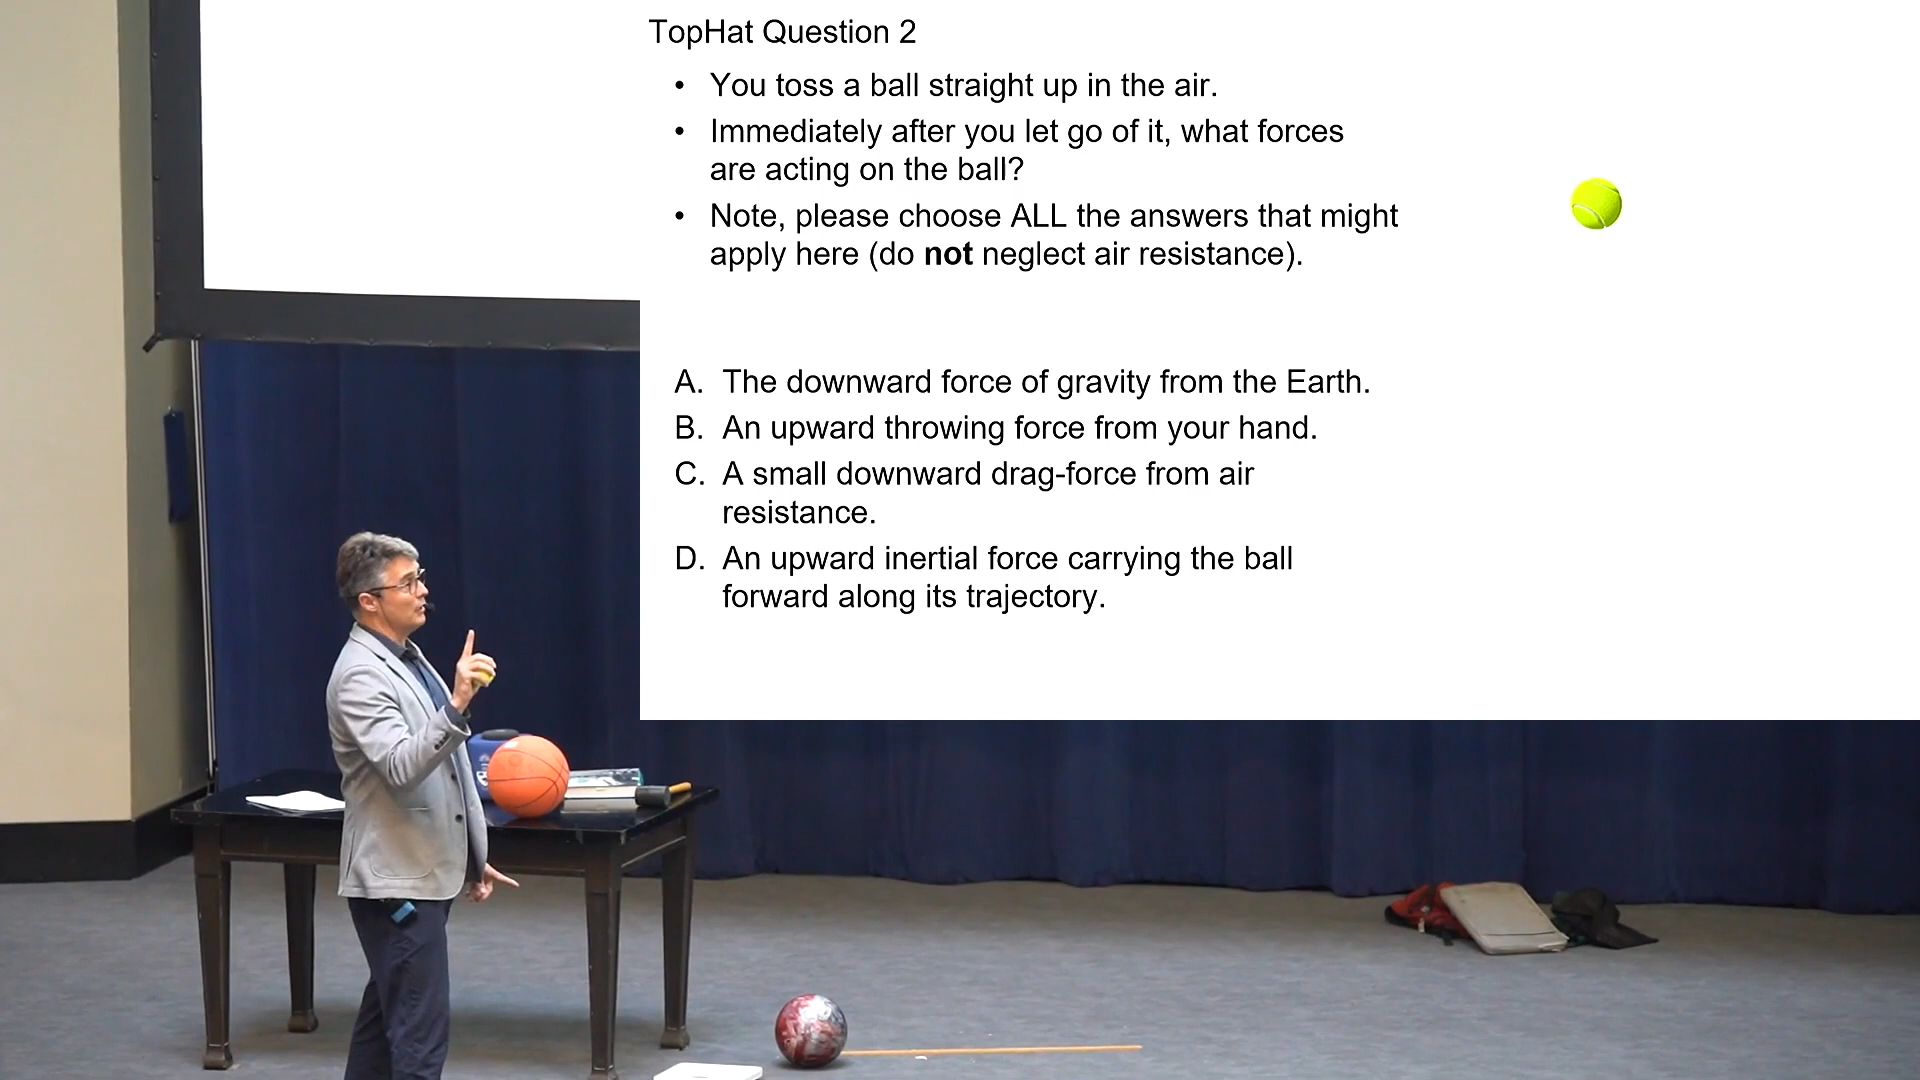 TopHat Question 2
• You toss a ball straight up in the air.
• Immediately after you let go of it, what forces
are acting on the ball?
• Note, please choose ALL the answers that might
apply here (do not neglect air resistance).
A. The downward force of gravity from the Earth.
B. An upward throwing force from your hand.
C. A small downward drag-force from air
resistance.
D. An upward inertial force carrying the ball
forward along its trajectory.